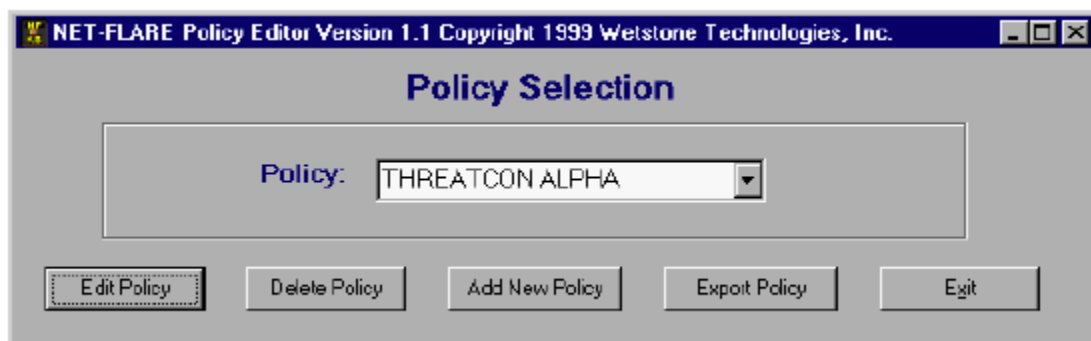 NET-FLARE Policy Editor Version 1.1 Copyright 1999 Wetstone Technologies, Inc.
Policy Selection
Policy: THREATCON ALPHA
Edit Policy Delete Policy Add New Policy Export Policy Exit